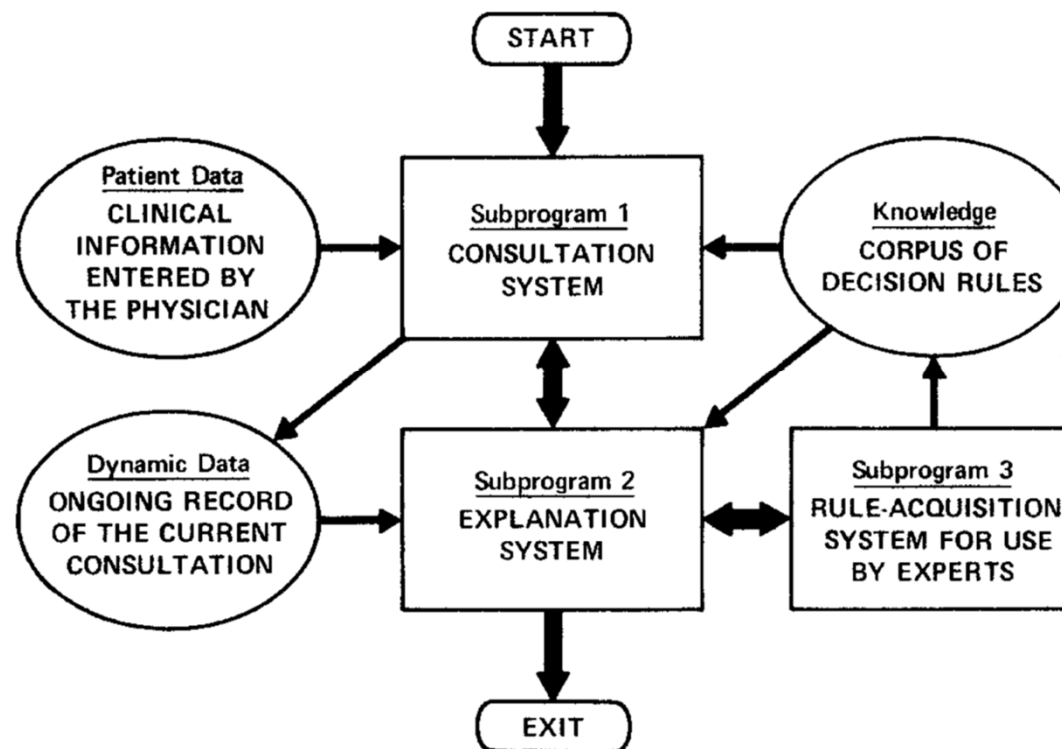 START
Patient Data
CLINICAL
INFORMATION
ENTERED BY
THE PHYSICIAN
Subprogram 1
CONSULTATION
SYSTEM
Knowledge
CORPUS OF
DECISION RULES
Dynamic Data
ONGOING RECORD
OF THE CURRENT
CONSULTATION
Subprogram 2
EXPLANATION
SYSTEM
Subprogram 3
RULE-ACQUISITION
SYSTEM FOR USE
BY EXPERTS
EXIT